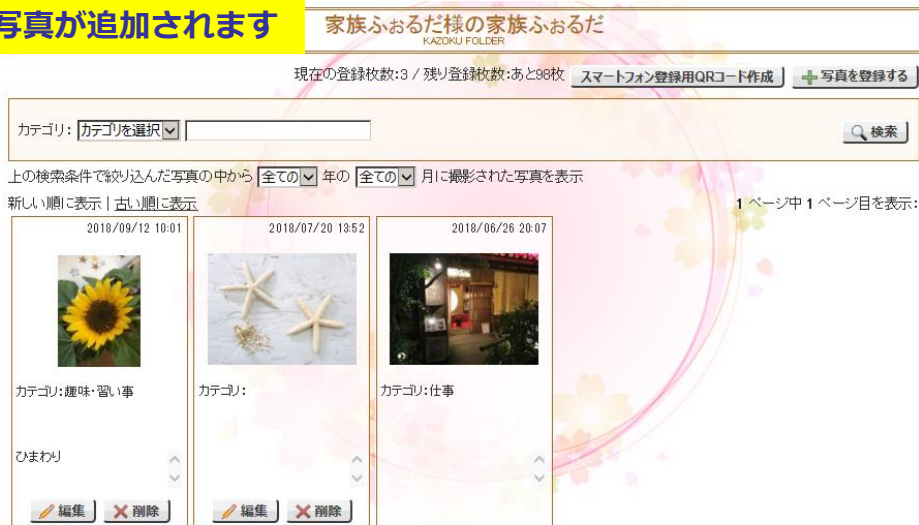 写真が追加されます
家族ふぉるだ様の家族ふぉるだ
KAZOKU FOLDER
現在の登録枚数:3 / 残り登録枚数:あと98枚 スマートフォン登録用QRコード作成 写真を登録する
カテゴリ: カテゴリを選択 検索
上の検索条件で絞り込んだ写真の中から 全ての 年の 全ての 月に撮影された写真を表示
新しい順に表示 | 古い順に表示 1 ページ中 1 ページ目を表示:
2018/09/12 10:01 2018/07/20 13:52 2018/06/26 20:07
カテゴリ:趣味・習い事 カテゴリ: カテゴリ:仕事
ひまわり
編集 削除 編集 削除